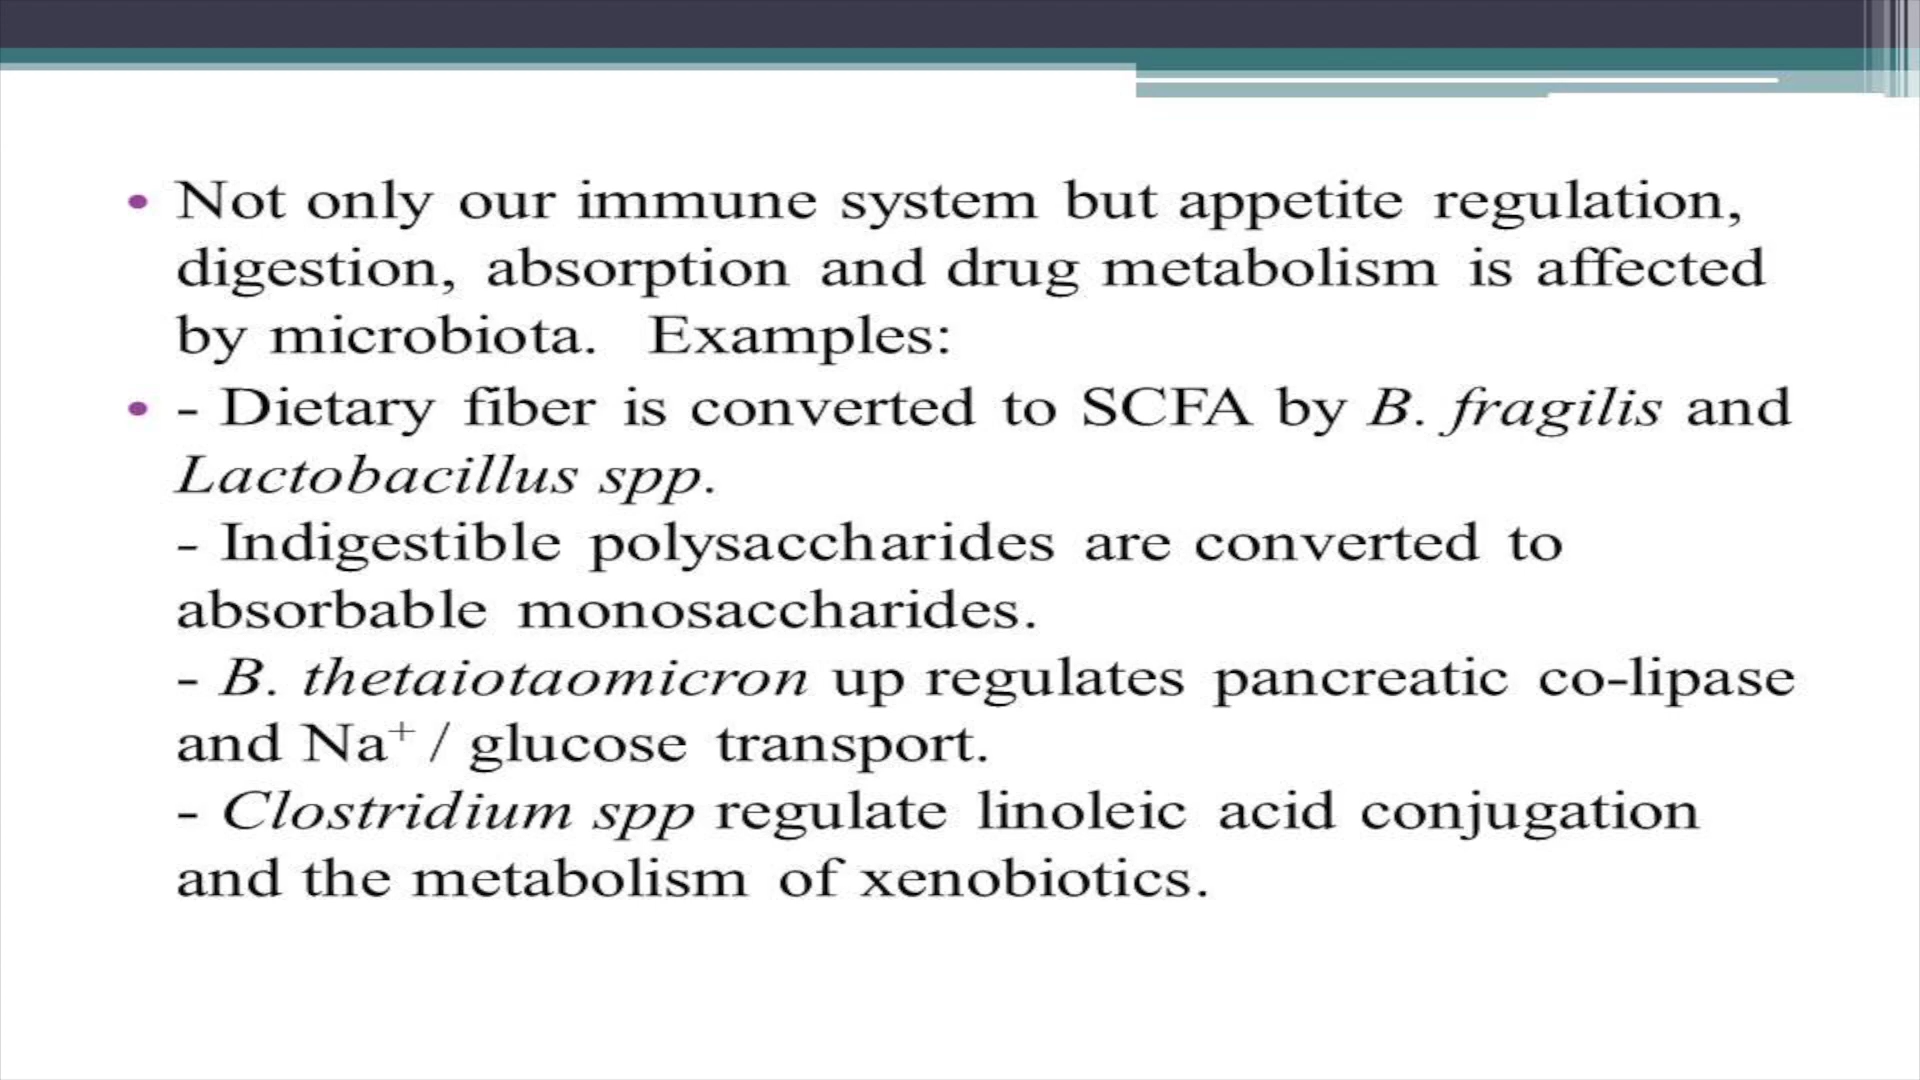 • Not only our immune system but appetite regulation,
digestion, absorption and drug metabolism is affected
by microbiota. Examples:
• - Dietary fiber is converted to SCFA by B. fragilis and
Lactobacillus spp.
- Indigestible polysaccharides are converted to
absorbable monosaccharides.
- B. thetaiotaomicron up regulates pancreatic co-lipase
and Na⁺ / glucose transport.
- Clostridium spp regulate linoleic acid conjugation
and the metabolism of xenobiotics.